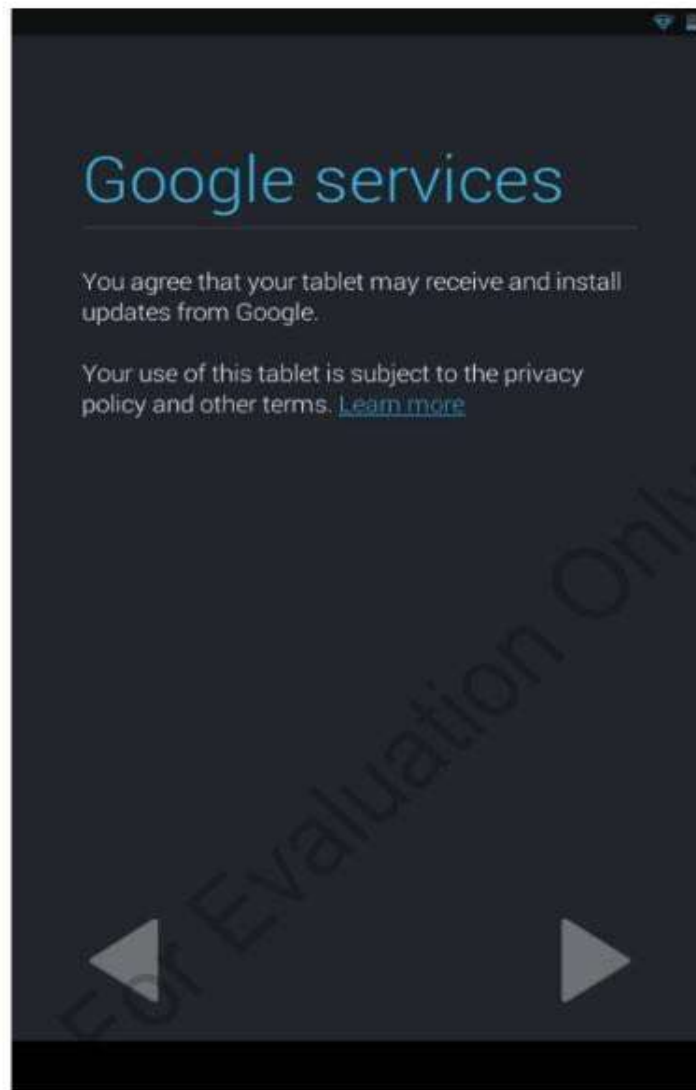 Google services
You agree that your tablet may receive and install
updates from Google.
Your use of this tablet is subject to the privacy
policy and other terms. Learn more
For Evaluation Only